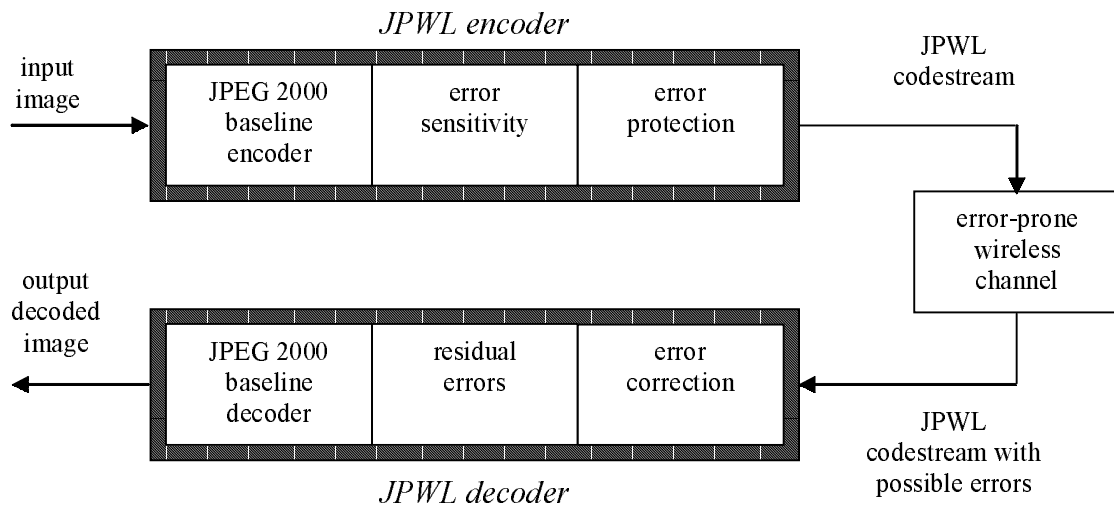 JPWL encoder
input
image
JPEG 2000
baseline
encoder
error
sensitivity
error
protection
JPWL
codestream
error-prone
wireless
channel
output
decoded
image
JPEG 2000
baseline
decoder
residual
errors
error
correction
JPWL
codestream with
possible errors
JPWL decoder